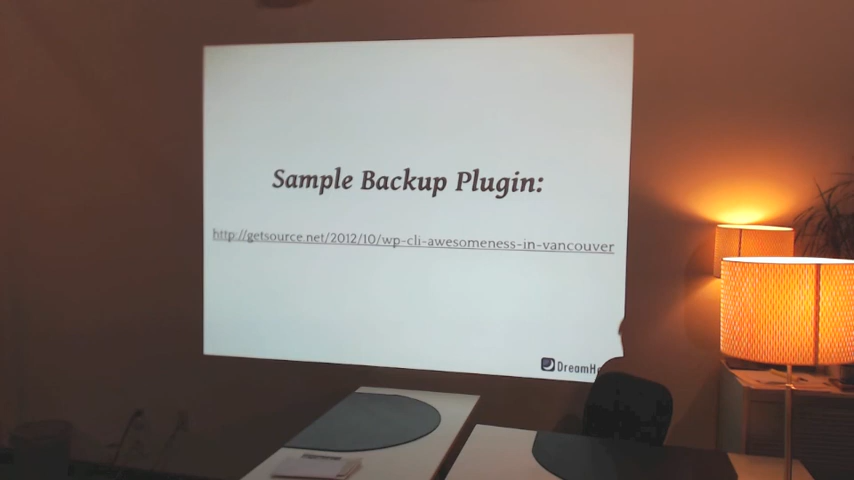 Sample Backup Plugin:
http://getsource.net/2012/10/wp-cli-awesomeness-in-vancouver